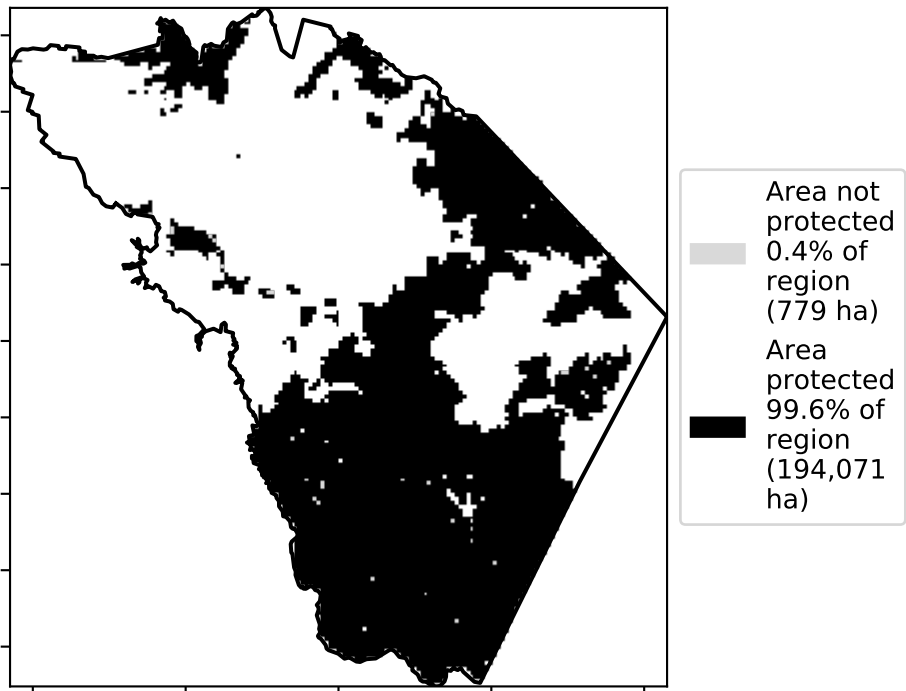 Area not
protected
0.4% of
region
(779 ha)
Area
protected
99.6% of
region
(194,071
ha)